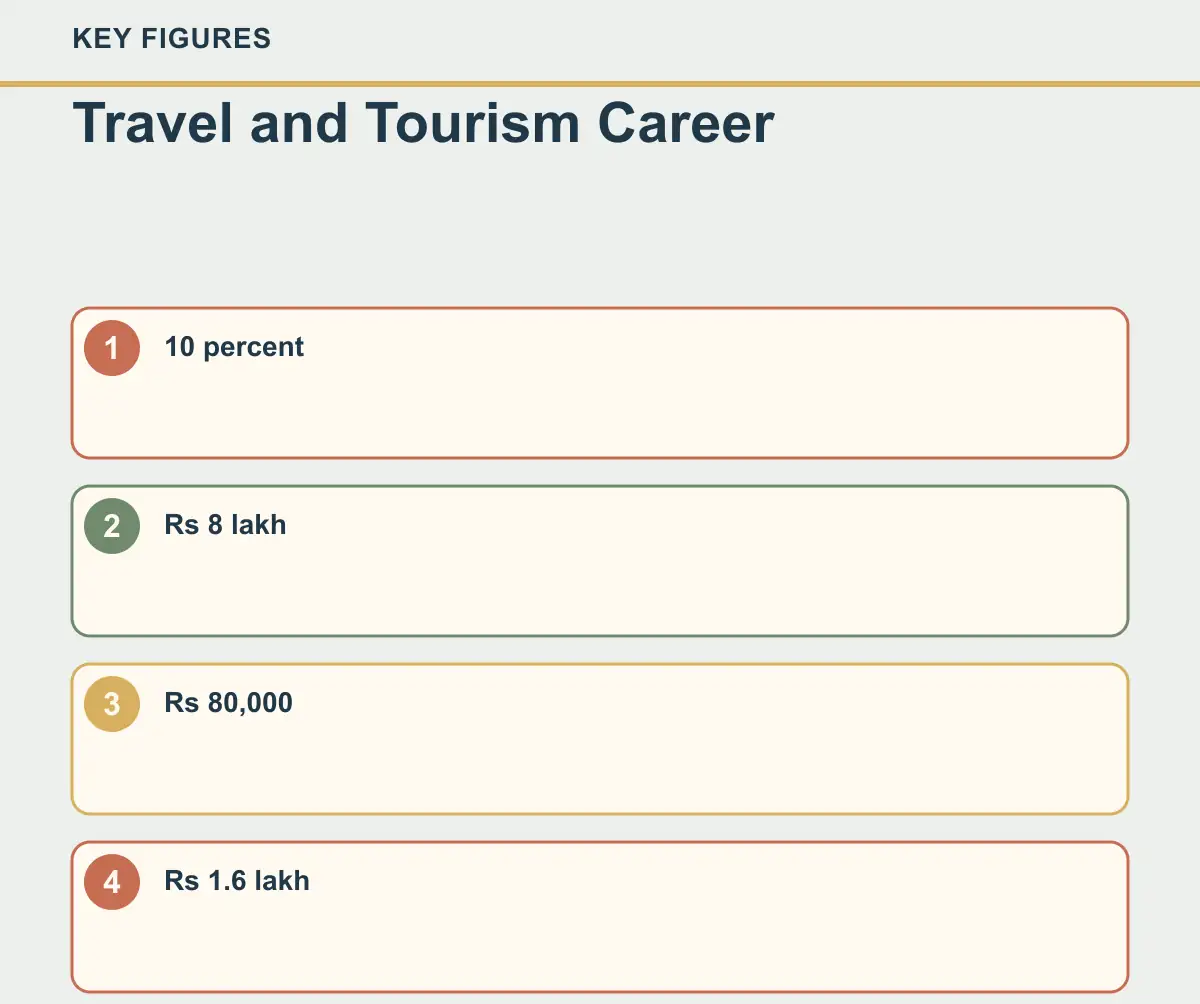 KEY FIGURES
Travel and Tourism Career
1 10 percent
2 Rs 8 lakh
3 Rs 80,000
4 Rs 1.6 lakh